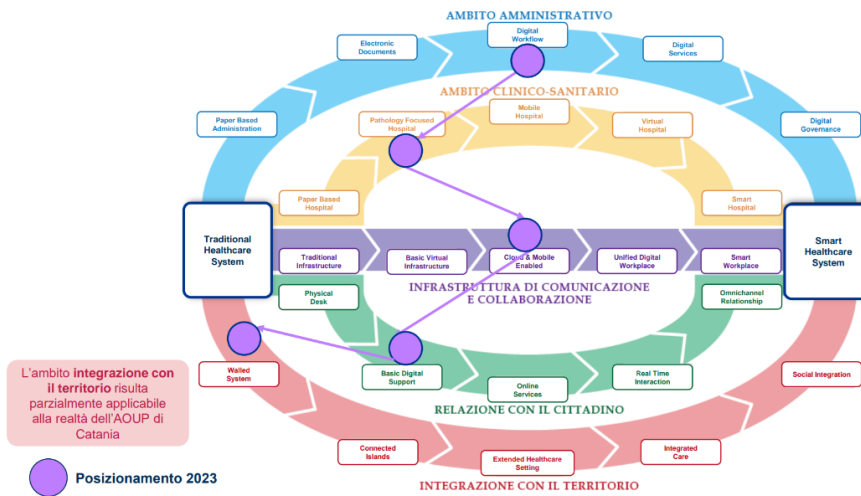 AMBITO AMMINISTRATIVO
Digital
Workflow
Electronic
Documents
Digital
Services
Paper Based
Administration
Digital
Governance
AMBITO CLINICO-SANITARIO
Pathology Focused
Hospital
Mobile
Hospital
Virtual
Hospital
Paper Based
Hospital
Smart
Hospital
Traditional
Healthcare
System
Smart
Healthcare
System
Traditional
Infrastructure
Basic Virtual
Infrastructure
Cloud & Mobile
Enabled
Unified Digital
Workplace
Smart
Workplace
INFRASTRUTTURA DI COMUNICAZIONE
E COLLABORAZIONE
Physical
Desk
Omnichannel
Relationship
Basic Digital
Support
Online
Services
Real Time
Interaction
RELAZIONE CON IL CITTADINO
Walled
System
Social Integration
Connected
Islands
Extended Healthcare
Setting
Integrated
Care
INTEGRAZIONE CON IL TERRITORIO
L'ambito integrazione con
il territorio risulta
parzialmente applicabile
alla realtà dell'AOUP di
Catania
Posizionamento 2023